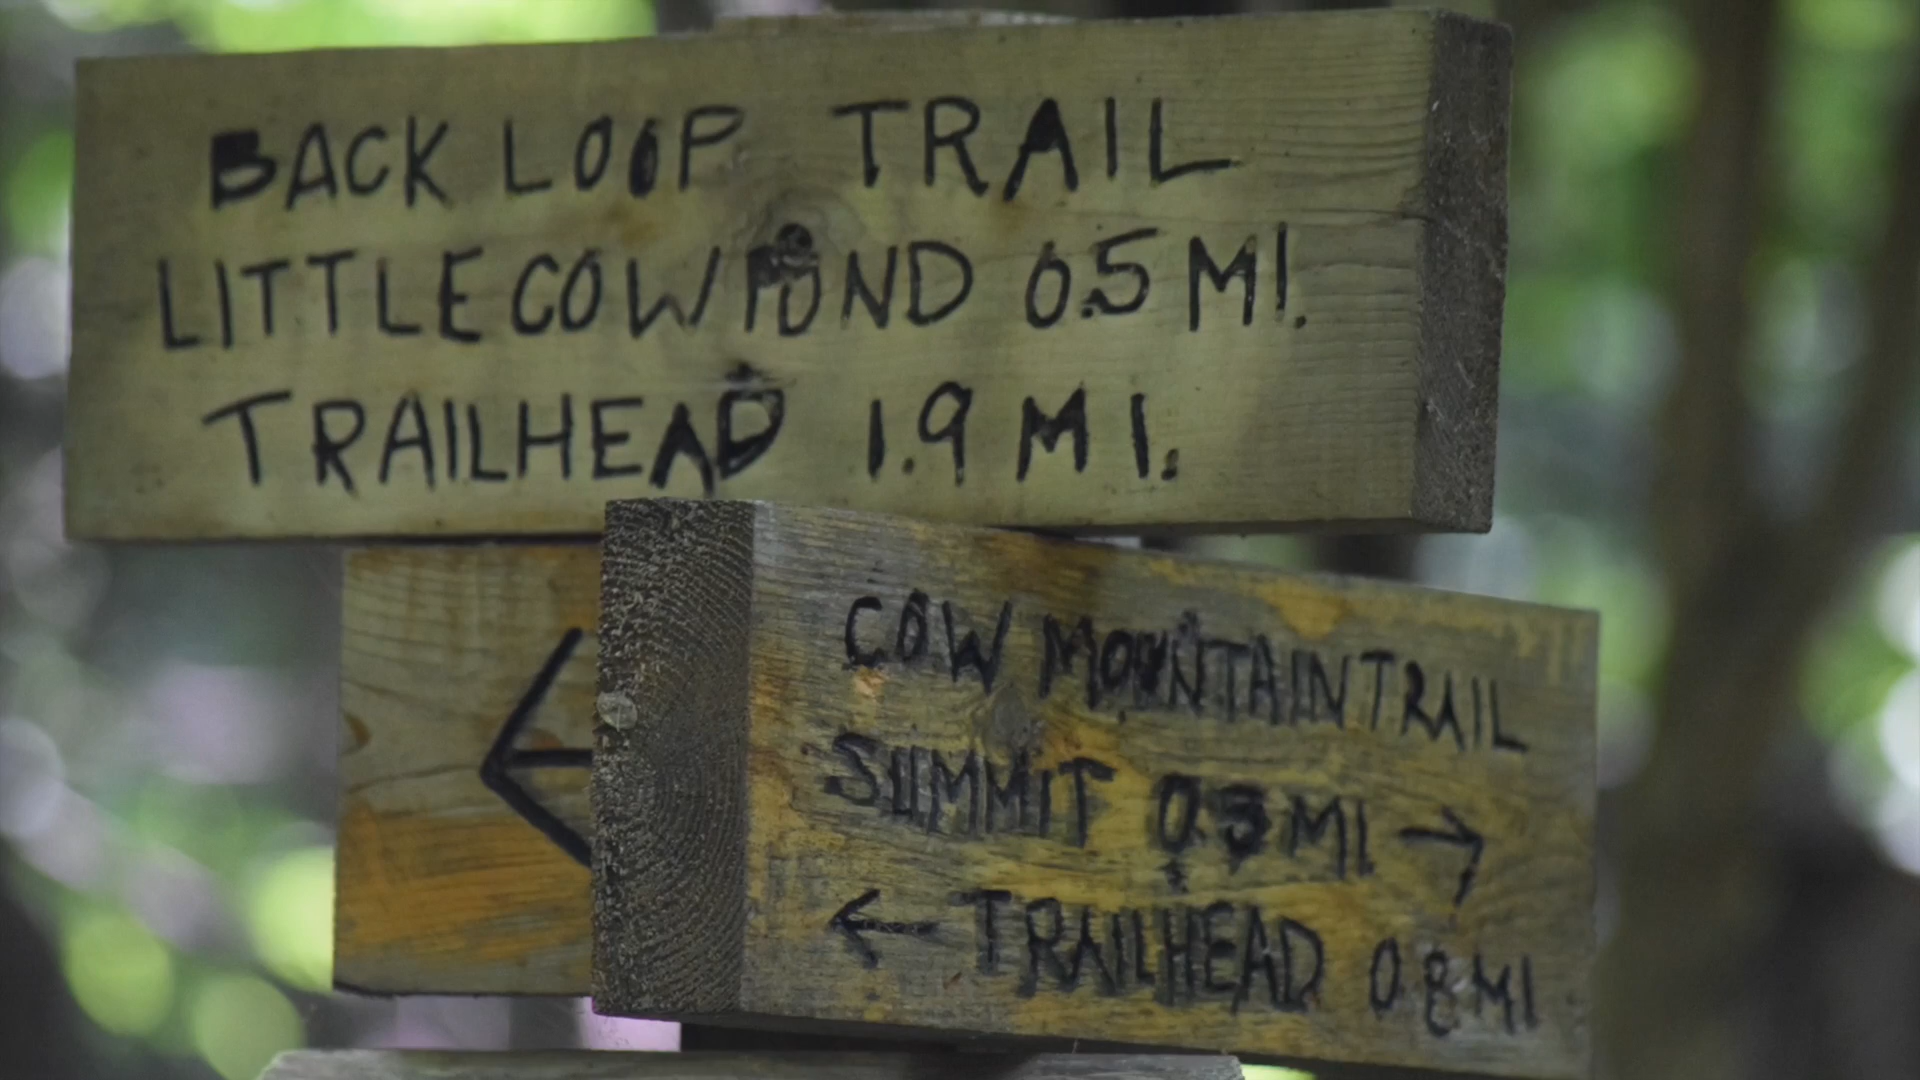 BACK LOOP TRAIL
LITTLE COW POND 0.5 MI.
TRAILHEAD 1.9 MI.
←
COW MOUNTAIN TRAIL
SUMMIT 0.3 MI →
← TRAILHEAD 0.8 MI